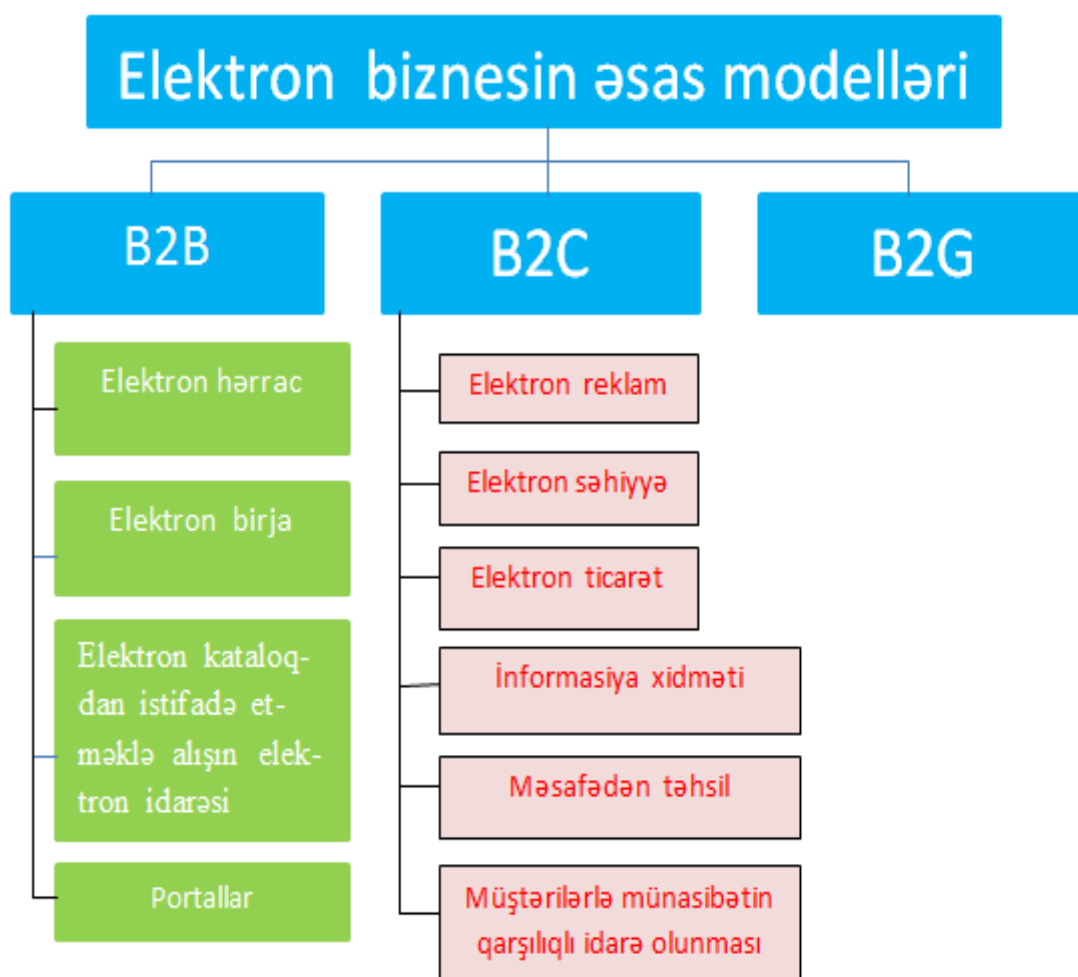 Elektron biznesin əsas modelləri
B2B
B2C
B2G
Elektron hərrac
Elektron birja
Elektron kataloq-
dan istifadə et-
məklə alışın elek-
tron idarəsi
Portallar
Elektron reklam
Elektron səhiyyə
Elektron ticarət
İnformasiya xidməti
Məsafədən təhsil
Müştərilərlə münasibətin
qarşılıqlı idarə olunması